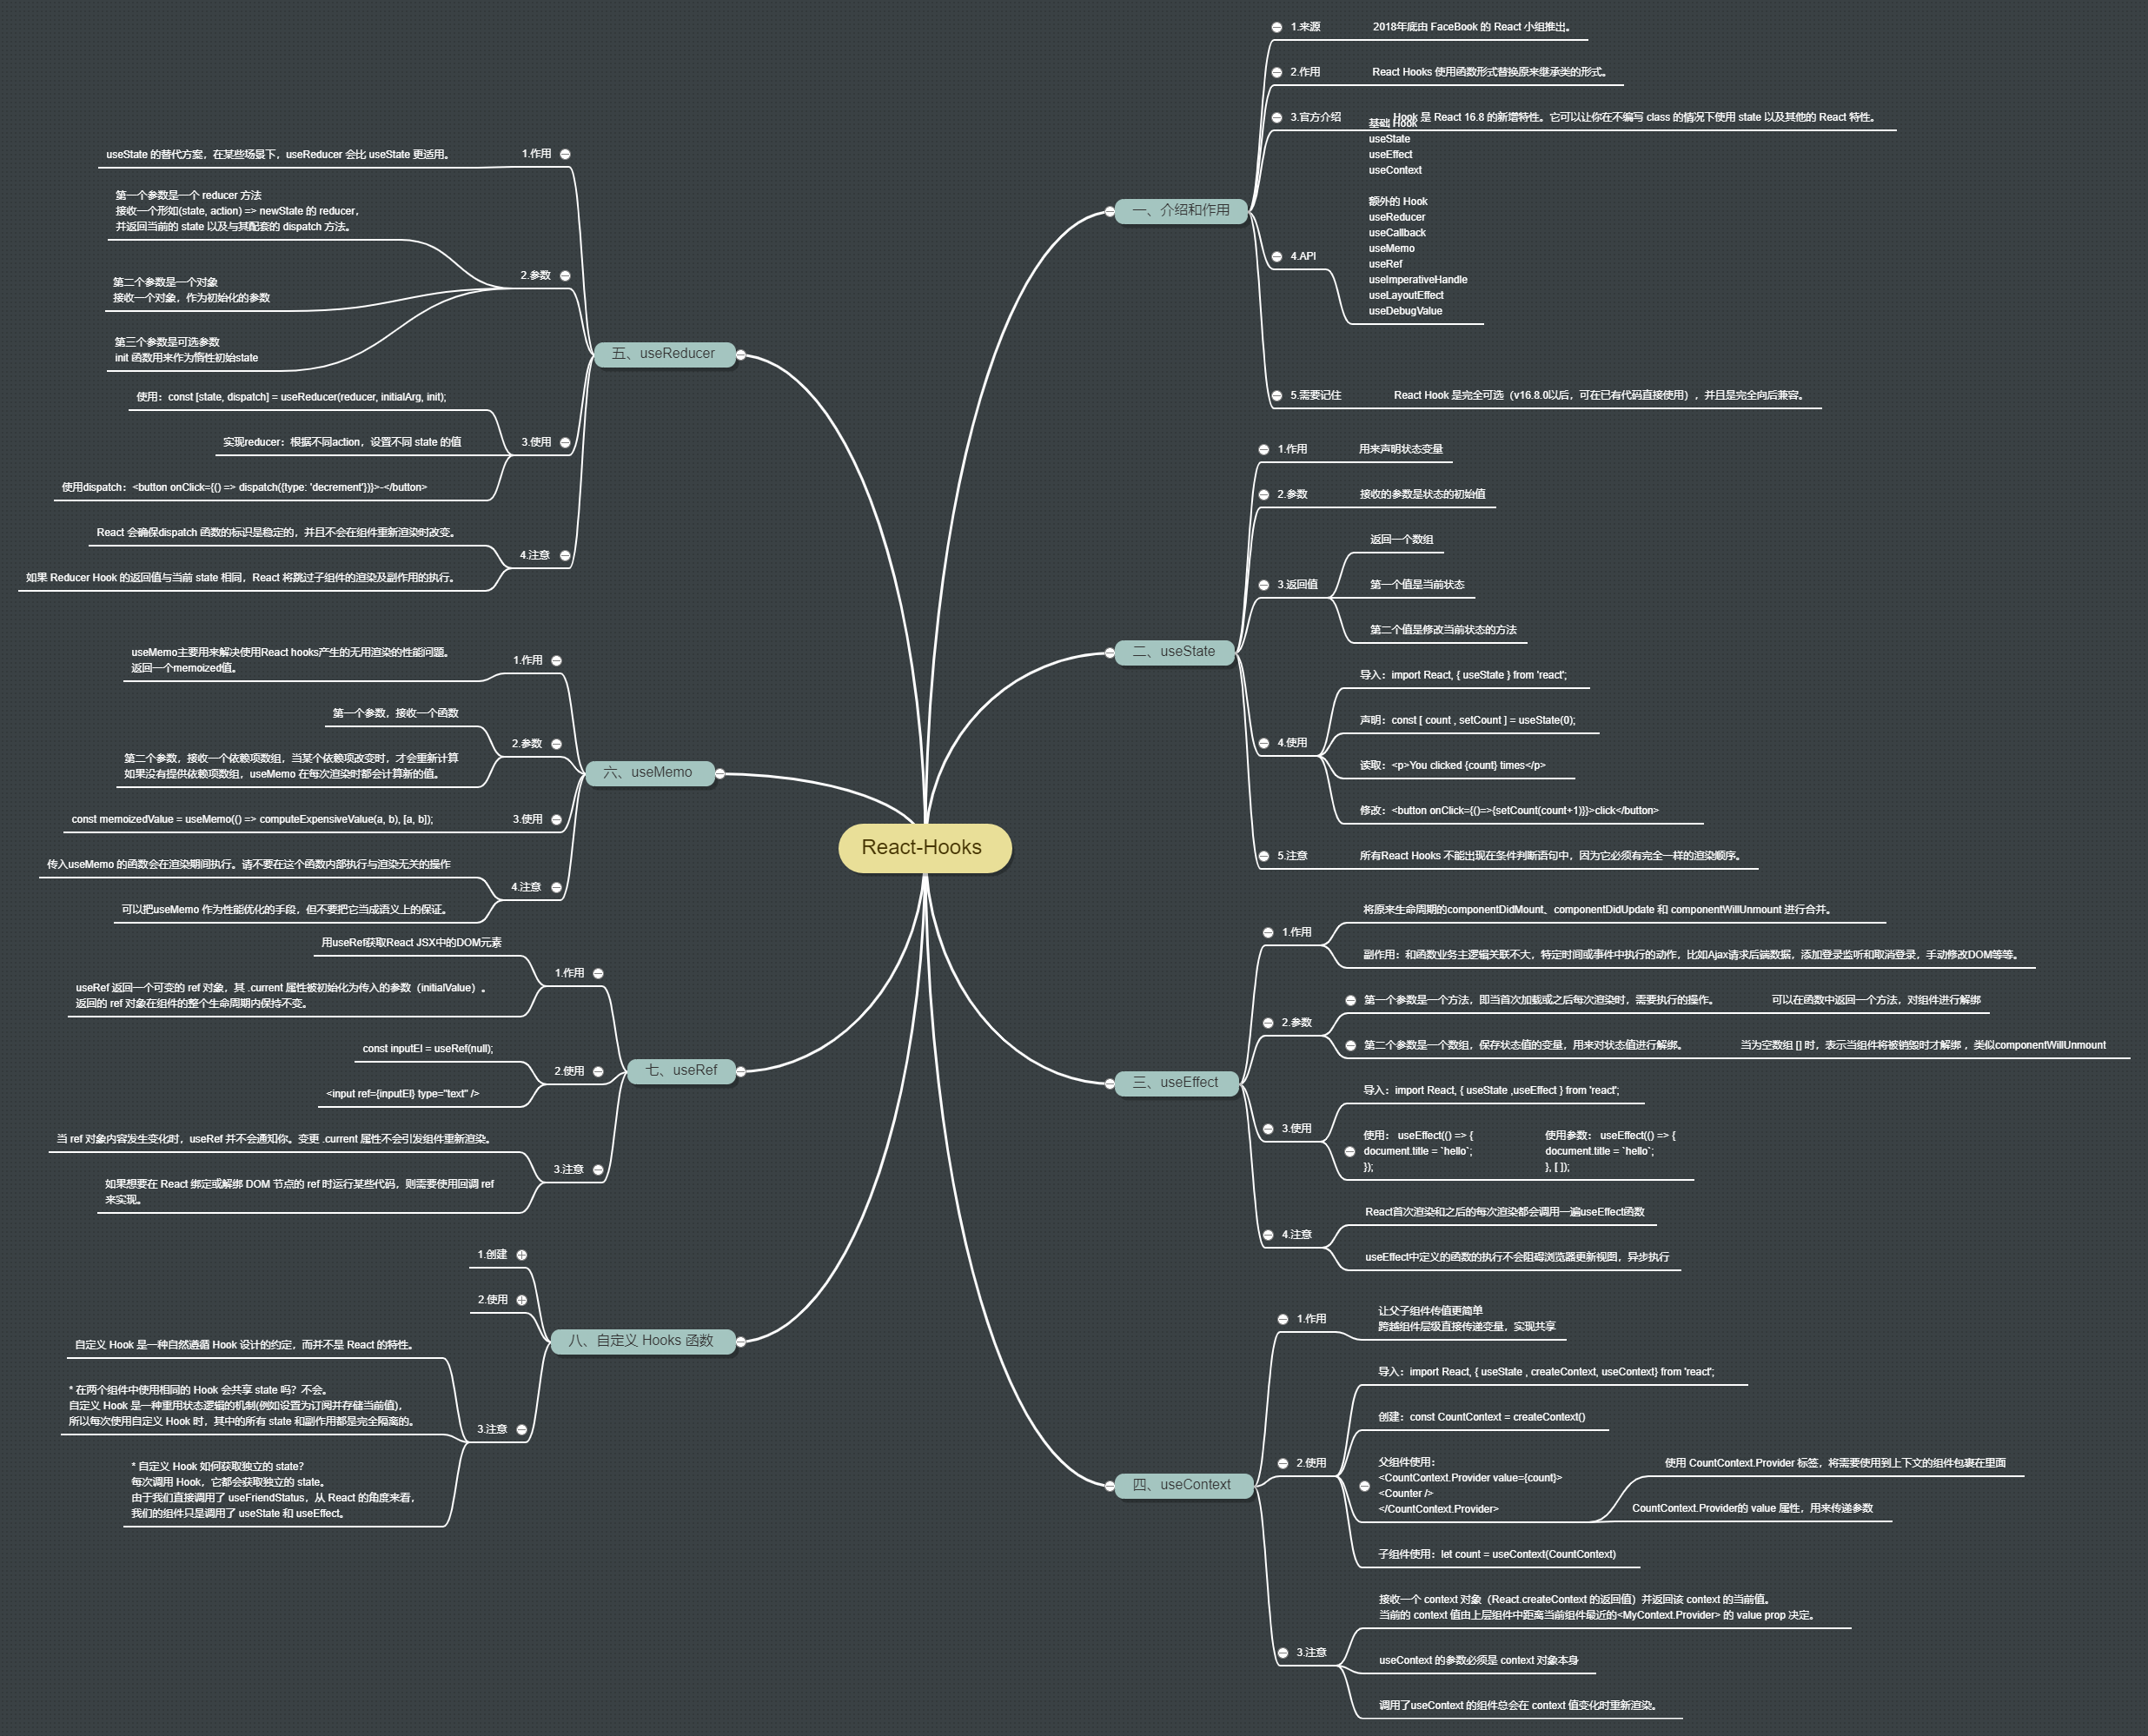 React-Hooks
一、介绍和作用
1.来源
2018年底由 FaceBook 的 React 小组推出。
2.作用
React Hooks 使用函数形式替换原来继承类的形式。
3.官方介绍
Hook 是 React 16.8 的新增特性。它可以让你在不编写 class 的情况下使用 state 以及其他的 React 特性。
4.API
基础 Hook
useState
useEffect
useContext
额外的 Hook
useReducer
useCallback
useMemo
useRef
useImperativeHandle
useLayoutEffect
useDebugValue
5.需要记住
React Hook 是完全可选（v16.8.0以后，可在已有代码直接使用），并且是完全向后兼容。
二、useState
1.作用
用来声明状态变量
2.参数
接收的参数是状态的初始值
3.返回值
返回一个数组
第一个值是当前状态
第二个值是修改当前状态的方法
4.使用
导入：import React, { useState } from 'react';
声明：const [ count , setCount ] = useState(0);
读取：<p>You clicked {count} times</p>
修改：<button onClick={()=>{setCount(count+1)}}>click</button>
5.注意
所有React Hooks 不能出现在条件判断语句中，因为它必须有完全一样的渲染顺序。
三、useEffect
1.作用
将原来生命周期的componentDidMount、componentDidUpdate 和 componentWillUnmount 进行合并。
副作用：和函数业务主逻辑关联不大，特定时间或事件中执行的动作，比如Ajax请求后端数据，添加登录监听和取消登录，手动修改DOM等等。
2.参数
第一个参数是一个方法，即当首次加载或之后每次渲染时，需要执行的操作。
可以在函数中返回一个方法，对组件进行解绑
第二个参数是一个数组，保存状态值的变量，用来对状态值进行解绑。
当为空数组 [] 时，表示当组件将被销毁时才解绑 ，类似componentWillUnmount
3.使用
导入：import React, { useState ,useEffect } from 'react';
使用： useEffect(() => {
document.title = `hello`;
});
使用参数： useEffect(() => {
document.title = `hello`;
}, [ ]);
4.注意
React首次渲染和之后的每次渲染都会调用一遍useEffect函数
useEffect中定义的函数的执行不会阻碍浏览器更新视图，异步执行
四、useContext
1.作用
让父子组件传值更简单
跨越组件层级直接传递变量，实现共享
2.使用
导入：import React, { useState , createContext, useContext} from 'react';
创建：const CountContext = createContext()
父组件使用：
<CountContext.Provider value={count}>
<Counter />
</CountContext.Provider>
使用 CountContext.Provider 标签，将需要使用到上下文的组件包裹在里面
CountContext.Provider的 value 属性，用来传递参数
子组件使用：let count = useContext(CountContext)
3.注意
接收一个 context 对象（React.createContext 的返回值）并返回该 context 的当前值。
当前的 context 值由上层组件中距离当前组件最近的<MyContext.Provider> 的 value prop 决定。
useContext 的参数必须是 context 对象本身
调用了useContext 的组件总会在 context 值变化时重新渲染。
五、useReducer
1.作用
useState 的替代方案，在某些场景下，useReducer 会比 useState 更适用。
2.参数
第一个参数是一个 reducer 方法
接收一个形如(state, action) => newState 的 reducer，
并返回当前的 state 以及与其配套的 dispatch 方法。
第二个参数是一个对象
接收一个对象，作为初始化的参数
第三个参数是可选参数
init 函数用来作为惰性初始state
3.使用
使用：const [state, dispatch] = useReducer(reducer, initialArg, init);
实现reducer：根据不同action，设置不同 state 的值
使用dispatch：<button onClick={() => dispatch({type: 'decrement'})}>-</button>
4.注意
React 会确保dispatch 函数的标识是稳定的，并且不会在组件重新渲染时改变。
如果 Reducer Hook 的返回值与当前 state 相同，React 将跳过子组件的渲染及副作用的执行。
六、useMemo
1.作用
useMemo主要用来解决使用React hooks产生的无用渲染的性能问题。
返回一个memoized值。
2.参数
第一个参数，接收一个函数
第二个参数，接收一个依赖项数组，当某个依赖项改变时，才会重新计算
如果没有提供依赖项数组，useMemo 在每次渲染时都会计算新的值。
3.使用
const memoizedValue = useMemo(() => computeExpensiveValue(a, b), [a, b]);
4.注意
传入useMemo 的函数会在渲染期间执行。请不要在这个函数内部执行与渲染无关的操作
可以把useMemo 作为性能优化的手段，但不要把它当成语义上的保证。
七、useRef
1.作用
用useRef获取React JSX中的DOM元素
useRef 返回一个可变的 ref 对象，其 .current 属性被初始化为传入的参数（initialValue）。
返回的 ref 对象在组件的整个生命周期内保持不变。
2.使用
const inputEl = useRef(null);
<input ref={inputEl} type="text" />
3.注意
当 ref 对象内容发生变化时，useRef 并不会通知你。变更 .current 属性不会引发组件重新渲染。
如果想要在 React 绑定或解绑 DOM 节点的 ref 时运行某些代码，则需要使用回调 ref
来实现。
八、自定义 Hooks 函数
1.创建
2.使用
3.注意
自定义 Hook 是一种自然遵循 Hook 设计的约定，而并不是 React 的特性。
* 在两个组件中使用相同的 Hook 会共享 state 吗？不会。
自定义 Hook 是一种重用状态逻辑的机制(例如设置为订阅并存储当前值)，
所以每次使用自定义 Hook 时，其中的所有 state 和副作用都是完全隔离的。
* 自定义 Hook 如何获取独立的 state？
每次调用 Hook，它都会获取独立的 state。
由于我们直接调用了 useFriendStatus，从 React 的角度来看，
我们的组件只是调用了 useState 和 useEffect。